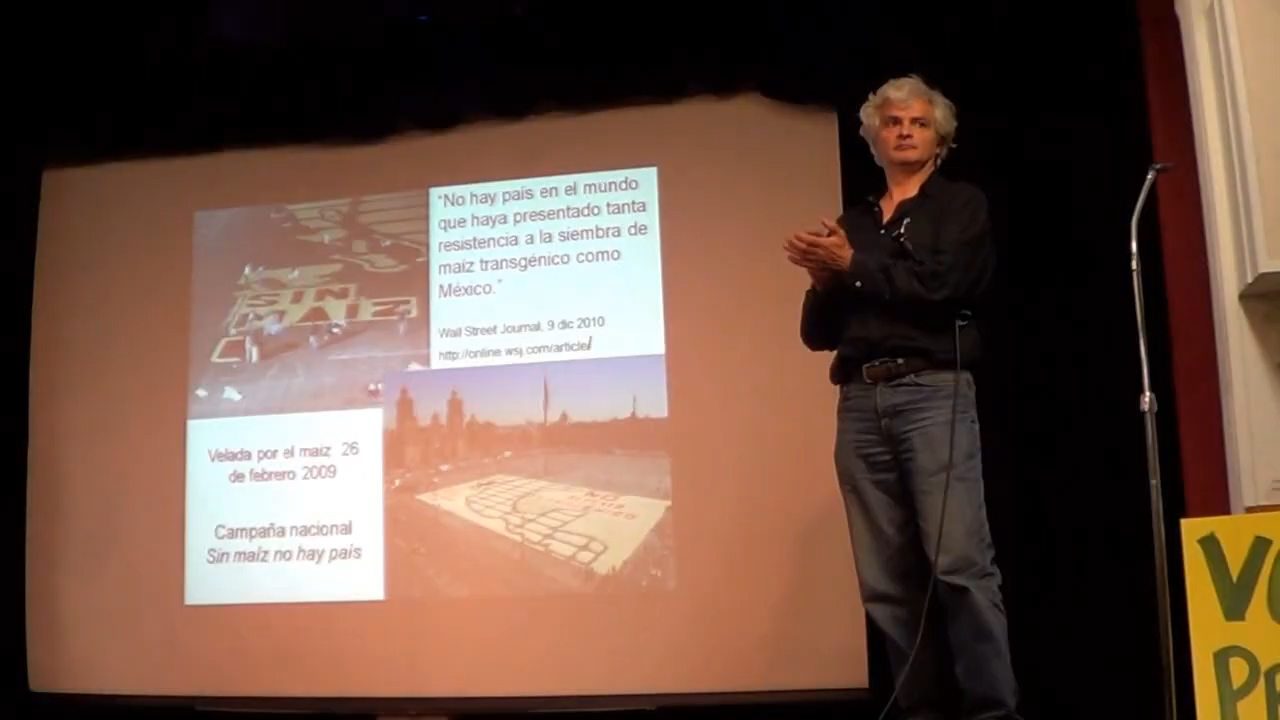 "No hay país en el mundo
que haya presentado tanta
resistencia a la siembra de
maíz transgénico como
México."
Wall Street Journal, 9 dic 2010
http://online.wsj.com/article/
SIN
MAIZ
Velada por el maíz 26
de febrero 2009
Campaña nacional
Sin maíz no hay país
NO